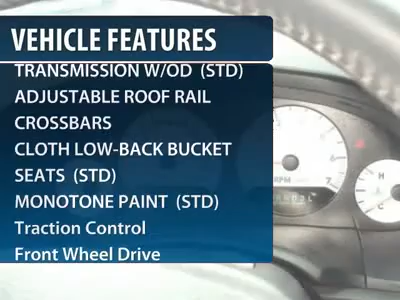 VEHICLE FEATURES
TRANSMISSION W/OD (STD)
ADJUSTABLE ROOF RAIL
CROSSBARS
CLOTH LOW-BACK BUCKET
SEATS (STD)
MONOTONE PAINT (STD)
Traction Control
Front Wheel Drive
7
H
C